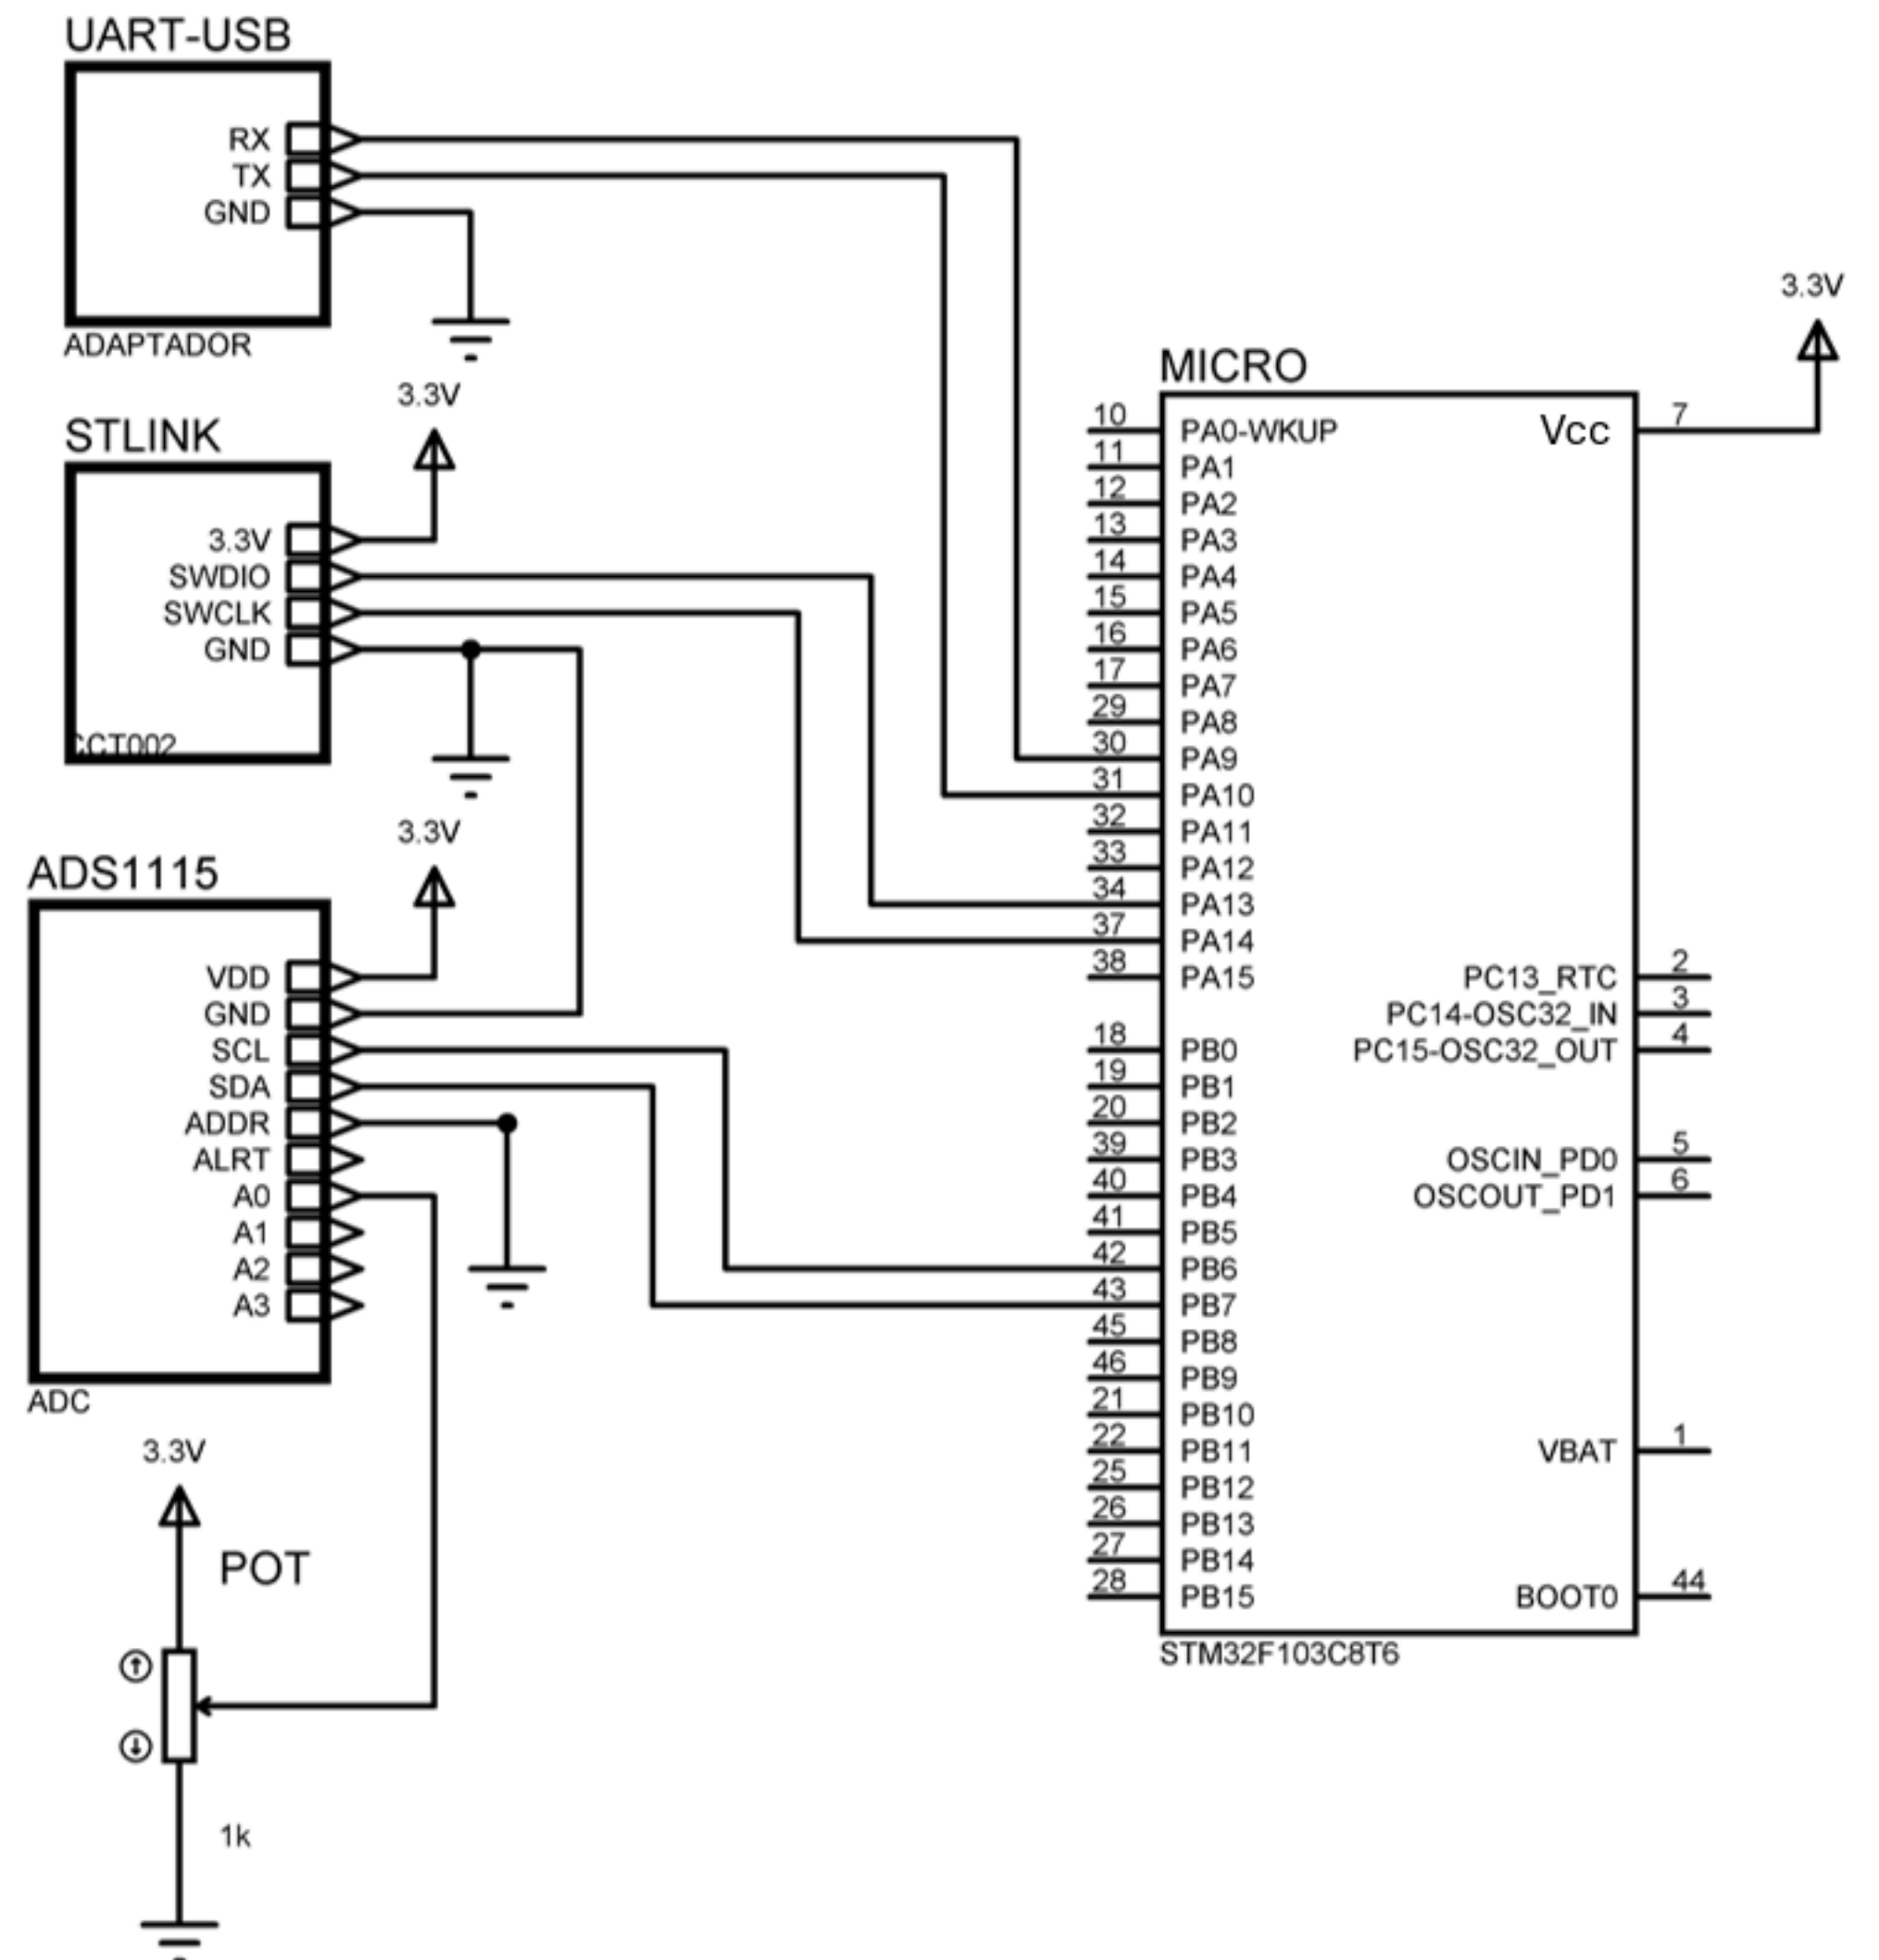 UART-USB
RX
TX
GND
ADAPTADOR
3.3V
STLINK
3.3V
SWDIO
SWCLK
GND
CCT002
3.3V
ADS1115
VDD
GND
SCL
SDA
ADDR
ALRT
A0
A1
A2
A3
ADC
3.3V
POT
1k
3.3V
MICRO
10 PA0-WKUP Vcc 7
11 PA1
12 PA2
13 PA3
14 PA4
15 PA5
16 PA6
17 PA7
29 PA8
30 PA9
31 PA10
32 PA11
33 PA12
34 PA13
37 PA14
38 PA15 PC13_RTC 2
PC14-OSC32_IN 3
18 PB0 PC15-OSC32_OUT 4
19 PB1
20 PB2
39 PB3 OSCIN_PD0 5
40 PB4 OSCOUT_PD1 6
41 PB5
42 PB6
43 PB7
45 PB8
46 PB9
21 PB10
22 PB11 VBAT 1
25 PB12
26 PB13
27 PB14
28 PB15 BOOT0 44
STM32F103C8T6